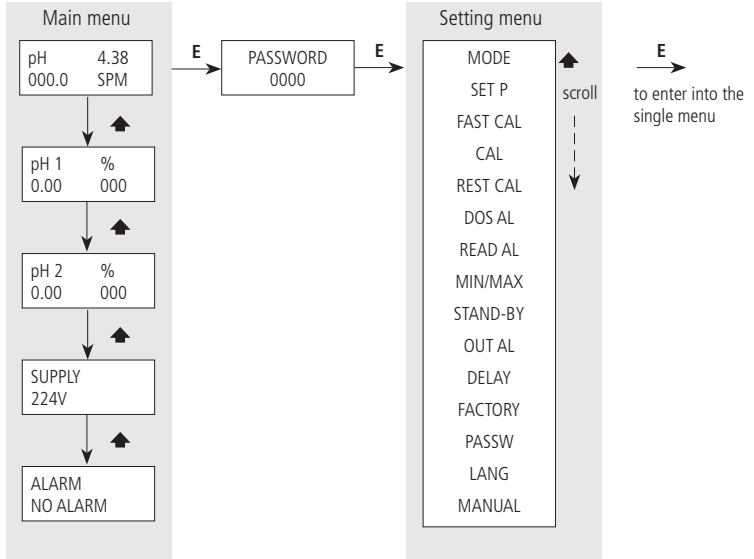 Main menu
pH 4.38
000.0 SPM
pH 1 %
0.00 000
pH 2 %
0.00 000
SUPPLY
224V
ALARM
NO ALARM
E
PASSWORD
0000
E
Setting menu
MODE
SET P
FAST CAL
CAL
REST CAL
DOS AL
READ AL
MIN/MAX
STAND-BY
OUT AL
DELAY
FACTORY
PASSW
LANG
MANUAL
scroll
E
to enter into the
single menu